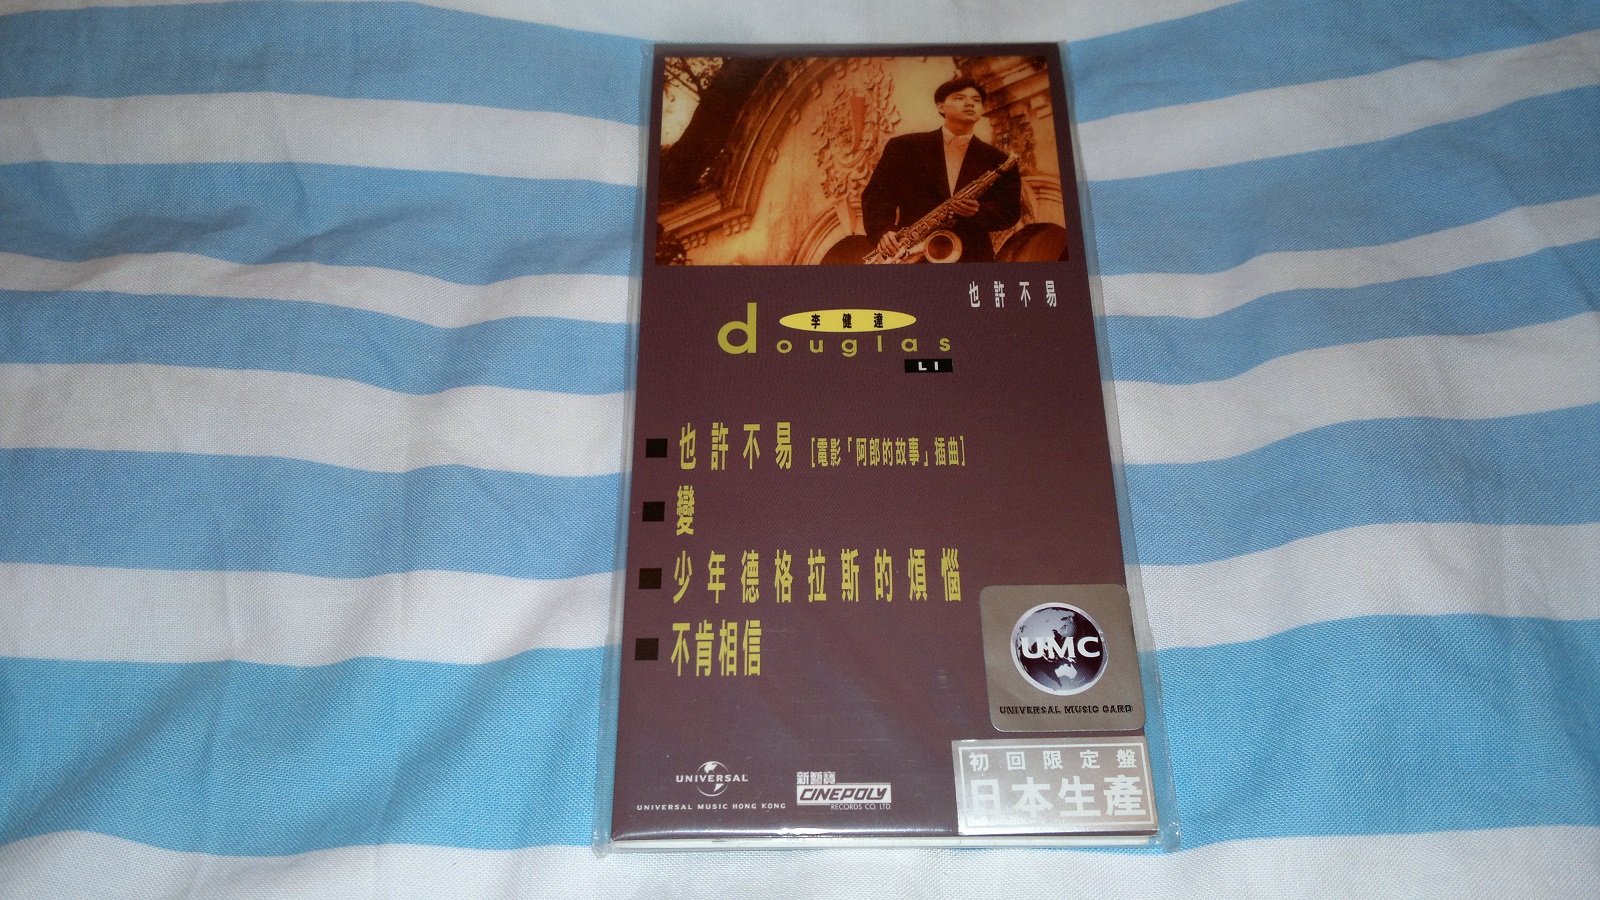 也許不易
李健達
douglas
LI
也許不易 [電影「阿郎的故事」插曲]
變
少年德格拉斯的煩惱
不肯相信
UMC
UNIVERSAL MUSIC CARD
UNIVERSAL
UNIVERSAL MUSIC HONG KONG
新藝寶
CINEPOLY
RECORDS CO. LTD.
初回限定盤
日本生產